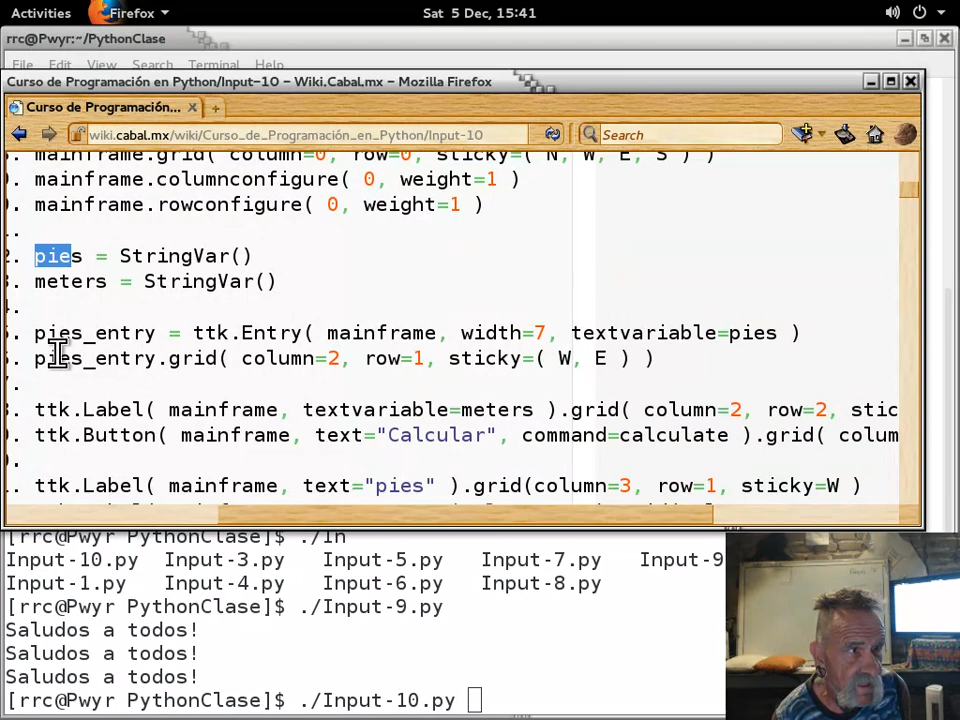 Activities Firefox Sat 5 Dec, 15:41
rrc@Pwyr:~/PythonClase
File Edit View Search Terminal Help
Curso de Programación en Python/Input-10 – Wiki.Cabal.mx – Mozilla Firefox
Curso de Programación...
wiki.cabal.mx/wiki/Curso_de_Programación_en_Python/Input-10 Search
mainframe.grid( column=0, row=0, sticky=( N, W, E, S ) )
mainframe.columnconfigure( 0, weight=1 )
mainframe.rowconfigure( 0, weight=1 )
pies = StringVar()
meters = StringVar()
pies_entry = ttk.Entry( mainframe, width=7, textvariable=pies )
pies_entry.grid( column=2, row=1, sticky=( W, E ) )
ttk.Label( mainframe, textvariable=meters ).grid( column=2, row=2, stic
ttk.Button( mainframe, text="Calcular", command=calculate ).grid( colum
ttk.Label( mainframe, text="pies" ).grid(column=3, row=1, sticky=W )
[rrc@Pwyr PythonClase]$ ./In
Input-10.py Input-3.py Input-5.py Input-7.py Input-9
Input-1.py Input-4.py Input-6.py Input-8.py
[rrc@Pwyr PythonClase]$ ./Input-9.py
Saludos a todos!
Saludos a todos!
Saludos a todos!
[rrc@Pwyr PythonClase]$ ./Input-10.py